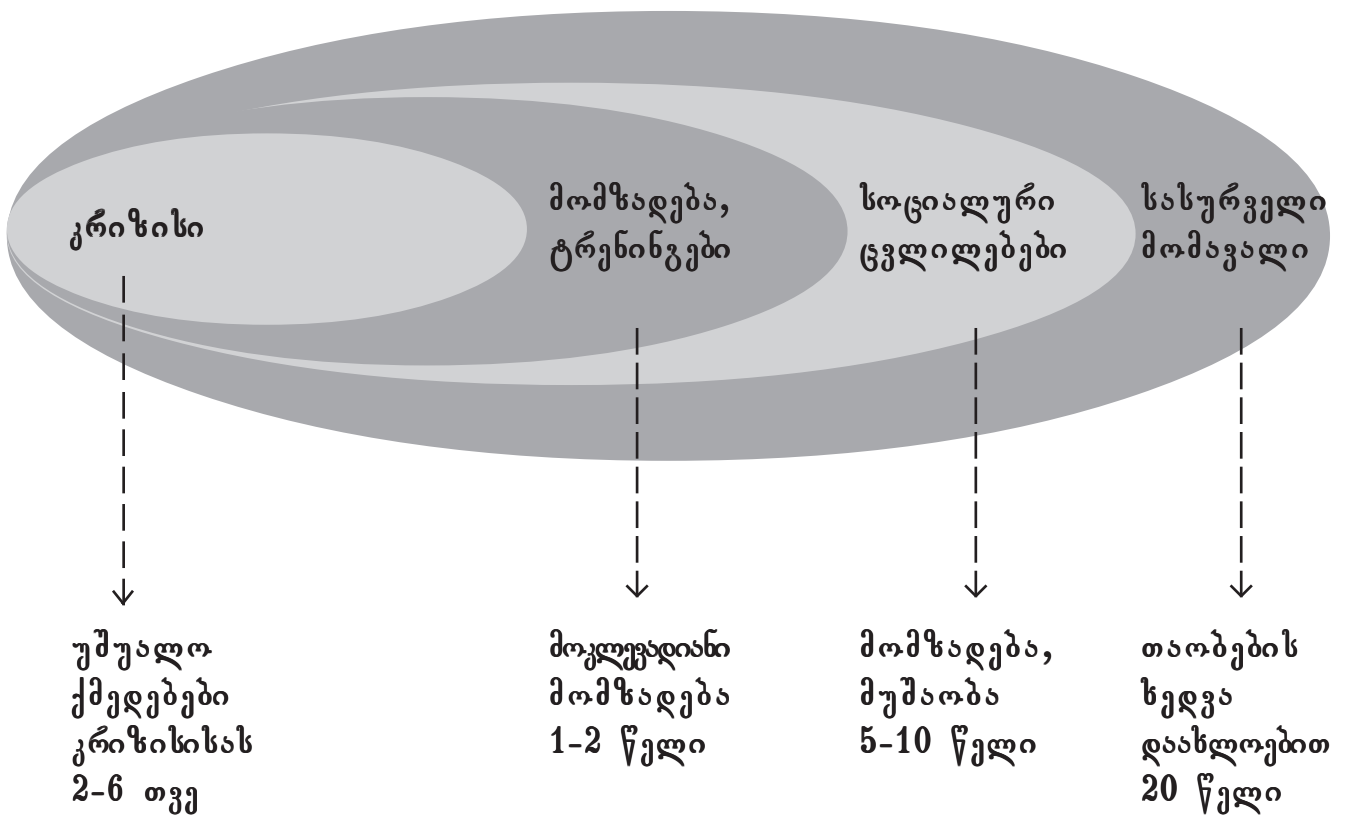 კრიზისი
მომზადება,
ტრენინგები
სოციალური
ცვლილებები
სასურველი
მომავალი
უშუალო
ქმედებები
კრიზისისას
2-6 თვე
მოკლევადიანი
მომზადება
1-2 წელი
მომზადება,
მუშაობა
5-10 წელი
თაობების
ხედვა
დაახლოებით
20 წელი